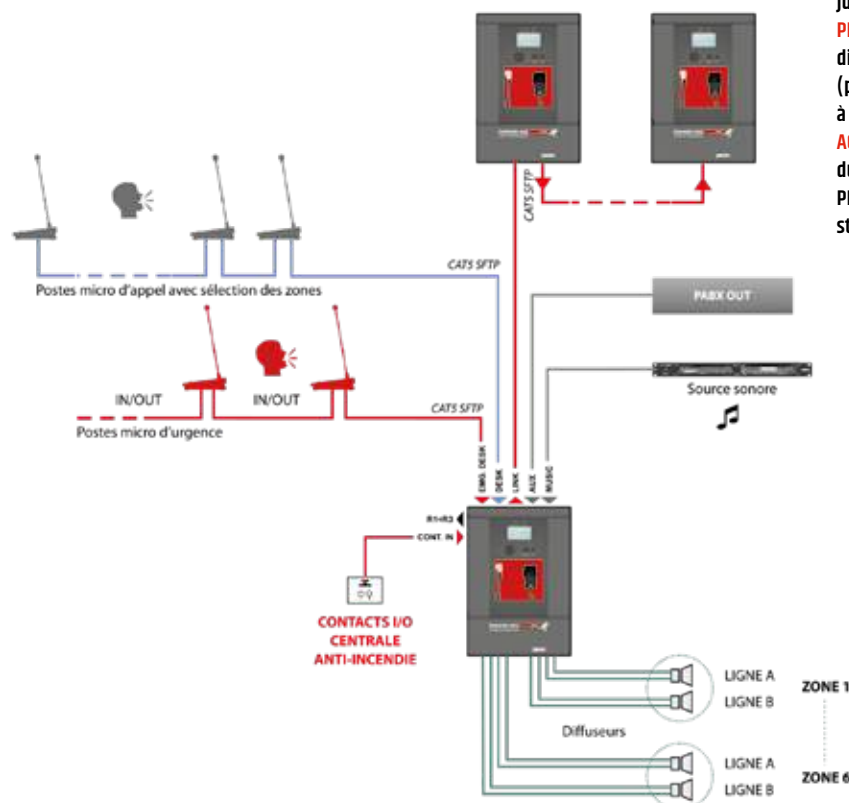 CAT5 SFTP
CAT5 SFTP
Postes micro d'appel avec sélection des zones
PABX OUT
Source sonore
IN/OUT
IN/OUT
CAT5 SFTP
Postes micro d'urgence
EMG. DESK
DESK
LINK
AUX
MUSIC
R1÷R3
CONT. IN
CONTACTS I/O
CENTRALE
ANTI-INCENDIE
LIGNE A
ZONE 1
LIGNE B
Diffuseurs
LIGNE A
ZONE 6
LIGNE B